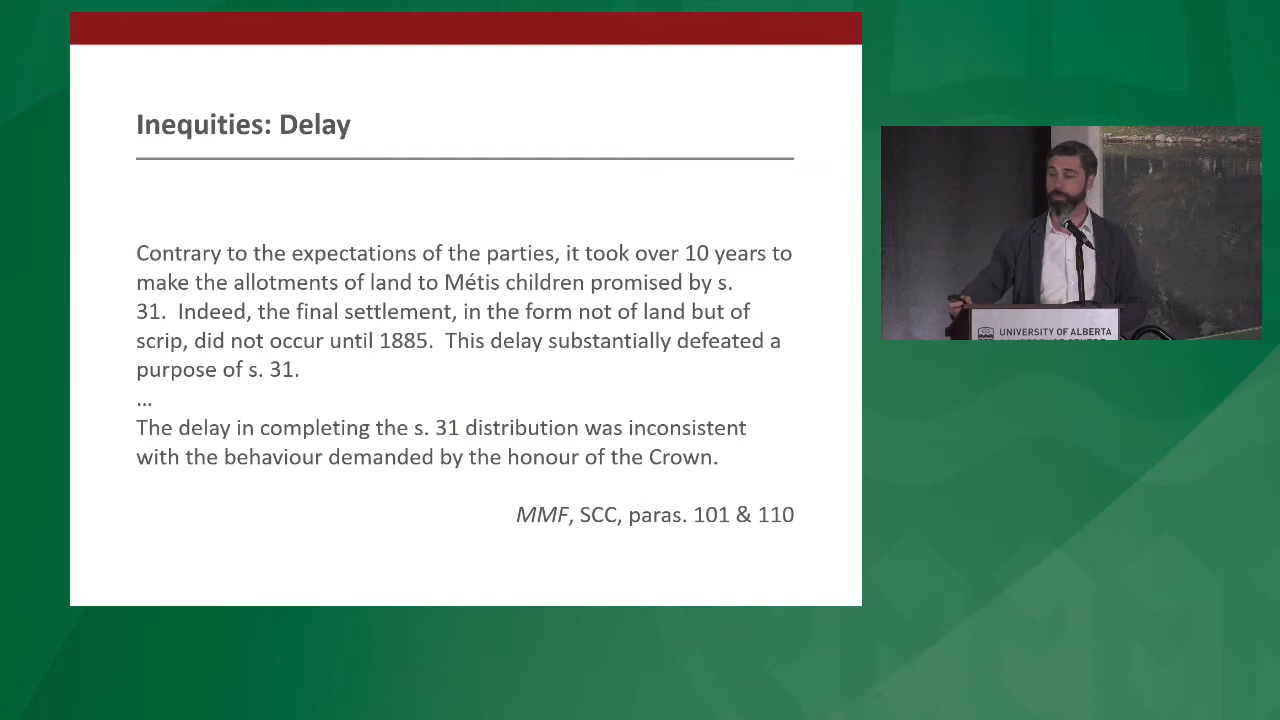 Inequities: Delay
Contrary to the expectations of the parties, it took over 10 years to
make the allotments of land to Métis children promised by s.
31.  Indeed, the final settlement, in the form not of land but of
scrip, did not occur until 1885.  This delay substantially defeated a
purpose of s. 31.
...
The delay in completing the s. 31 distribution was inconsistent
with the behaviour demanded by the honour of the Crown.
MMF, SCC, paras. 101 & 110
UNIVERSITY OF ALBERTA